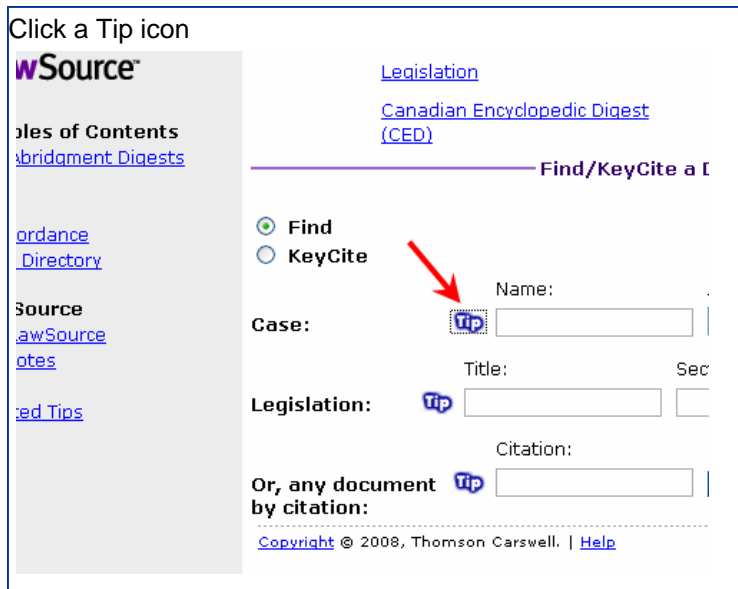 Click a Tip icon
wSource
Legislation
Canadian Encyclopedic Digest
(CED)
les of Contents
Abridgment Digests
Find/KeyCite a
ordance
Directory
Find
KeyCite
Source
LawSource
otes
ted Tips
Name:
Case: Tip
Title: Sec
Legislation: Tip
Citation:
Or, any document Tip
by citation:
Copyright © 2008, Thomson Carswell. | Help